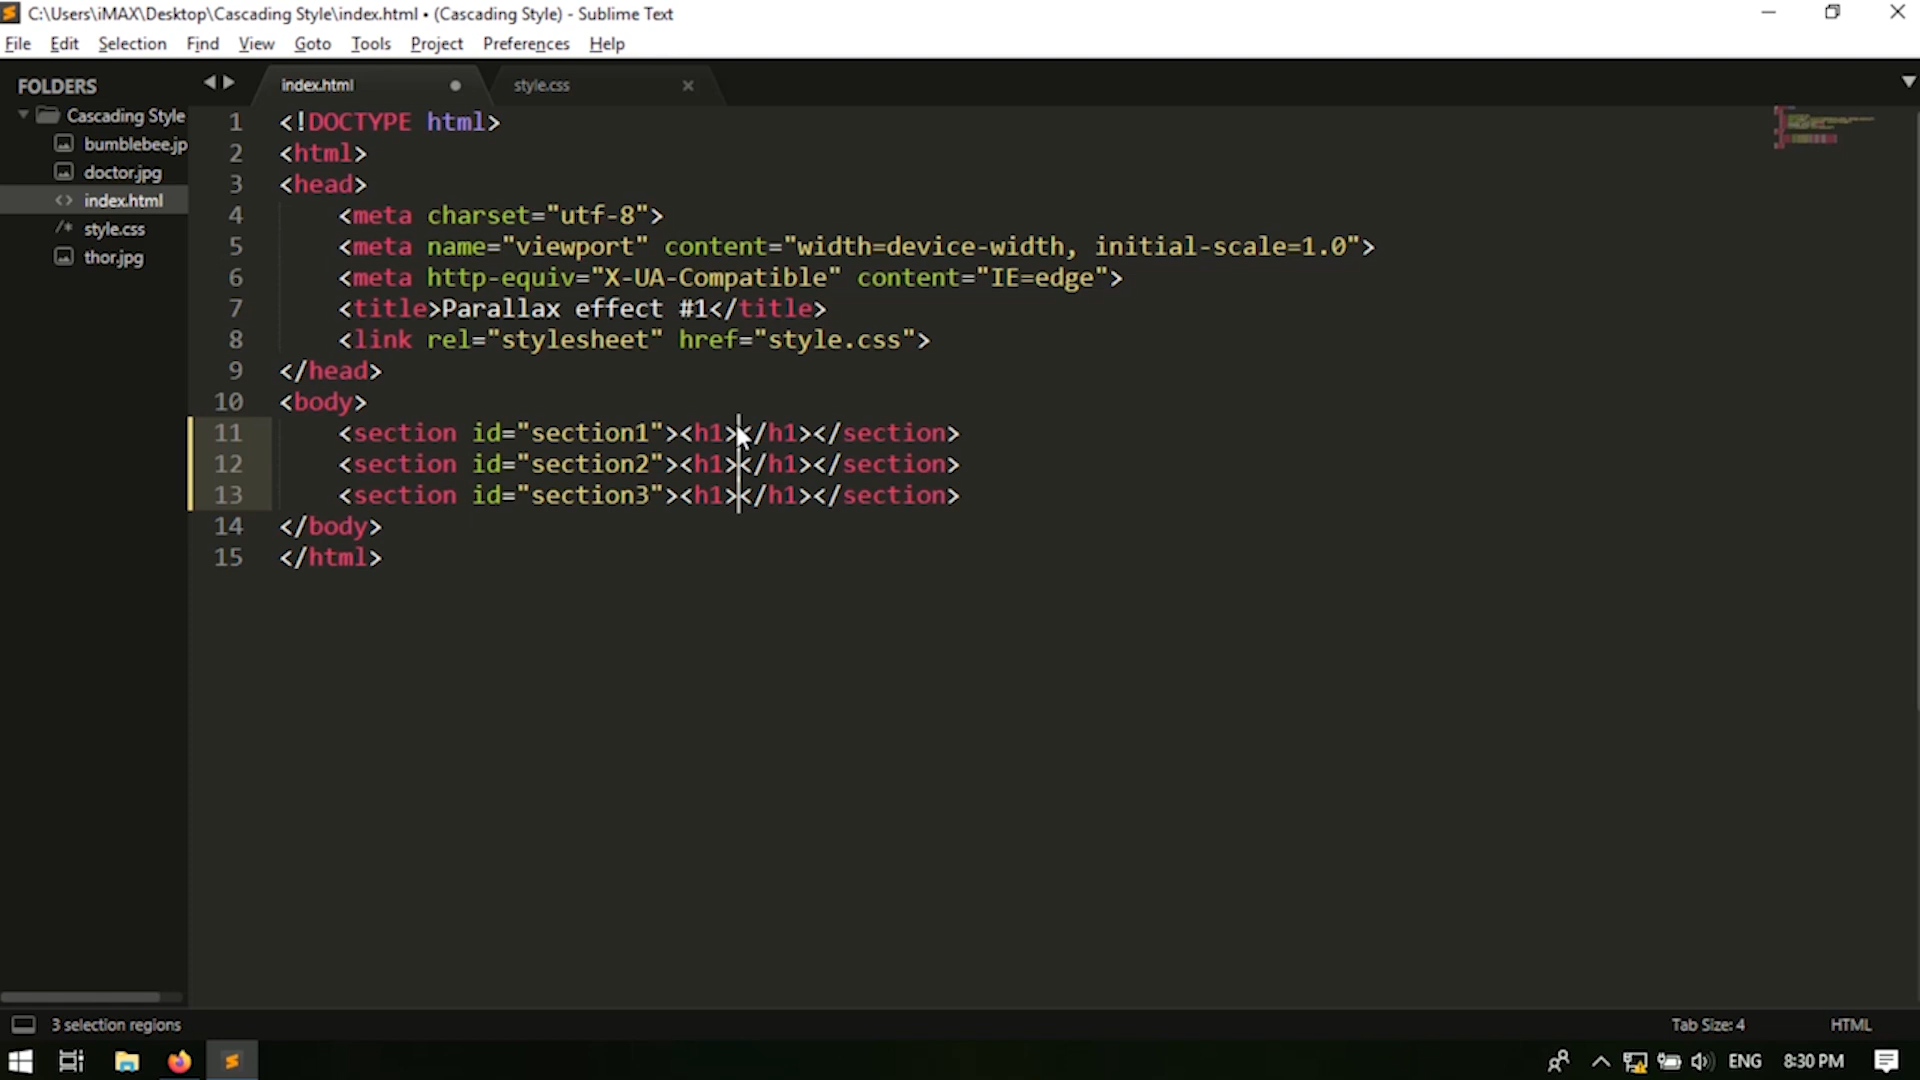 C:\Users\iMAX\Desktop\Cascading Style\index.html • (Cascading Style) - Sublime Text
File Edit Selection Find View Goto Tools Project Preferences Help
FOLDERS
Cascading Style
bumblebee.jp
doctor.jpg
index.html
style.css
thor.jpg
index.html style.css
1 <!DOCTYPE html>
2 <html>
3 <head>
4 <meta charset="utf-8">
5 <meta name="viewport" content="width=device-width, initial-scale=1.0">
6 <meta http-equiv="X-UA-Compatible" content="IE=edge">
7 <title>Parallax effect #1</title>
8 <link rel="stylesheet" href="style.css">
9 </head>
10 <body>
11 <section id="section1"><h1></h1></section>
12 <section id="section2"><h1></h1></section>
13 <section id="section3"><h1></h1></section>
14 </body>
15 </html>
3 selection regions Tab Size: 4 HTML
ENG 8:30 PM